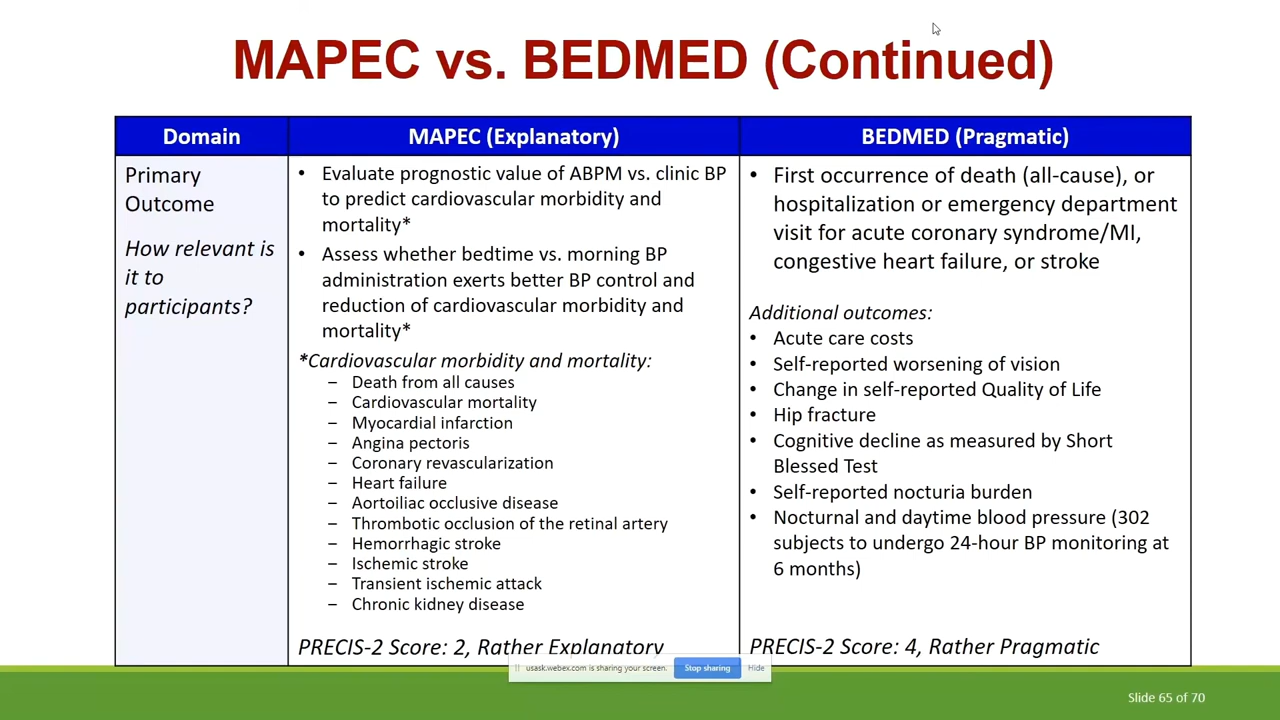 MAPEC vs. BEDMED (Continued)
Domain
MAPEC (Explanatory)
BEDMED (Pragmatic)
Primary
Outcome
How relevant is
it to
participants?
• Evaluate prognostic value of ABPM vs. clinic BP
to predict cardiovascular morbidity and
mortality*
• Assess whether bedtime vs. morning BP
administration exerts better BP control and
reduction of cardiovascular morbidity and
mortality*
*Cardiovascular morbidity and mortality:
– Death from all causes
– Cardiovascular mortality
– Myocardial infarction
– Angina pectoris
– Coronary revascularization
– Heart failure
– Aortoiliac occlusive disease
– Thrombotic occlusion of the retinal artery
– Hemorrhagic stroke
– Ischemic stroke
– Transient ischemic attack
– Chronic kidney disease
PRECIS-2 Score: 2, Rather Explanatory
• First occurrence of death (all-cause), or
hospitalization or emergency department
visit for acute coronary syndrome/MI,
congestive heart failure, or stroke
Additional outcomes:
• Acute care costs
• Self-reported worsening of vision
• Change in self-reported Quality of Life
• Hip fracture
• Cognitive decline as measured by Short
Blessed Test
• Self-reported nocturia burden
• Nocturnal and daytime blood pressure (302
subjects to undergo 24-hour BP monitoring at
6 months)
PRECIS-2 Score: 4, Rather Pragmatic
usask.webex.com is sharing your screen.
Stop sharing
Hide
Slide 65 of 70